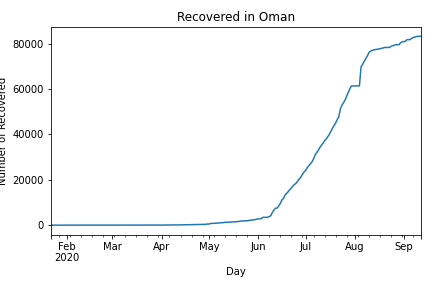 Recovered in Oman
Number of Recovered
80000
60000
40000
20000
0
Feb Mar Apr May Jun Jul Aug Sep
2020
Day